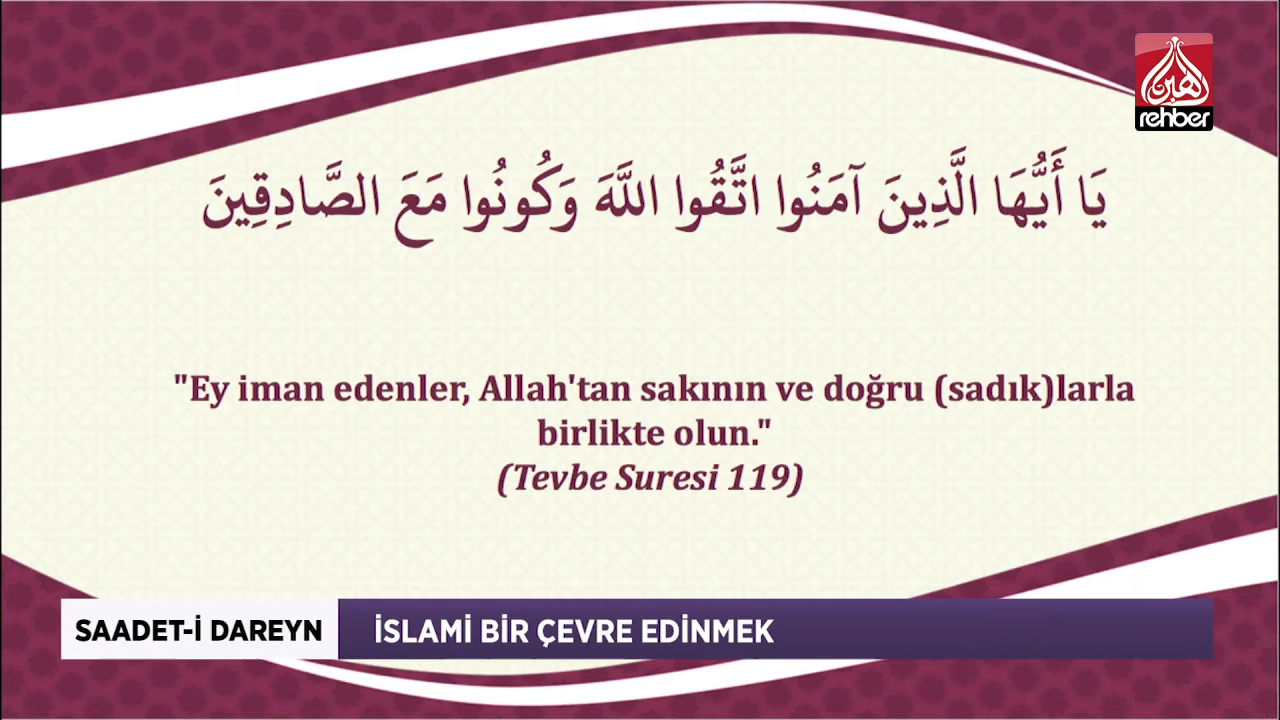 رهبر
rehber
يَا أَيُّهَا الَّذِينَ آمَنُوا اتَّقُوا اللَّهَ وَكُونُوا مَعَ الصَّادِقِينَ
"Ey iman edenler, Allah'tan sakının ve doğru (sadık)larla
birlikte olun."
(Tevbe Suresi 119)
SAADET-İ DAREYN
İSLAMİ BİR ÇEVRE EDİNMEK